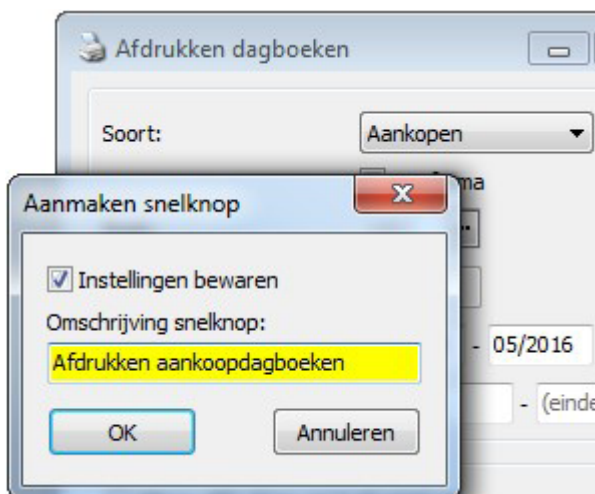 Afdrukken dagboeken
Soort:
Aankopen
Aanmaken snelknop
Instellingen bewaren
Omschrijving snelknop:
Afdrukken aankoopdagboeken
- 05/2016
- (einde
OK
Annuleren